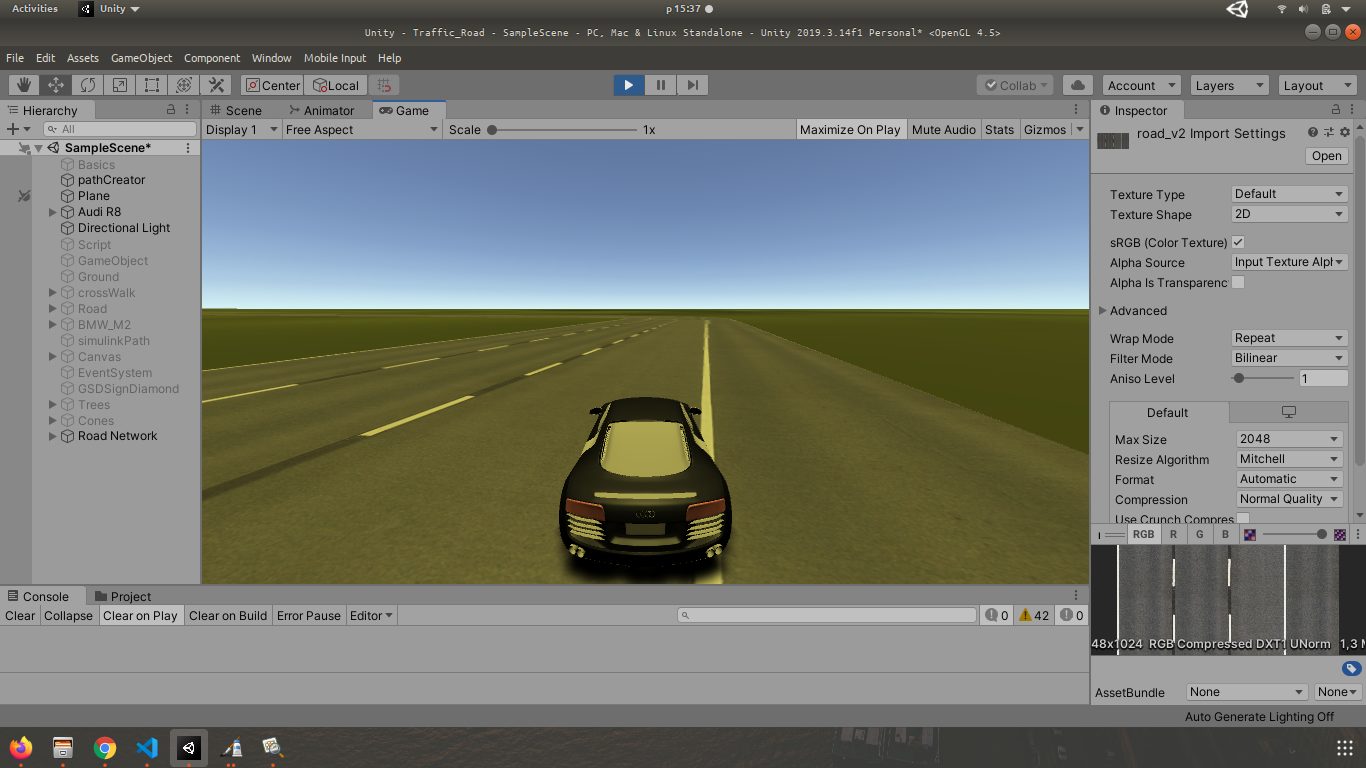 Activities
Unity
p 15:37
Unity - Traffic_Road - SampleScene - PC, Mac & Linux Standalone - Unity 2019.3.14f1 Personal* <OpenGL 4.5>
File Edit Assets GameObject Component Window Mobile Input Help
Center Local Collab Account Layers Layout
Hierarchy
Scene Animator Game
Inspector
All
Display 1 Free Aspect Scale 1x Maximize On Play Mute Audio Stats Gizmos
road_v2 Import Settings
Open
SampleScene*
Basics
pathCreator
Plane
Audi R8
Directional Light
Script
GameObject
Ground
crossWalk
Road
BMW_M2
simulinkPath
Canvas
EventSystem
GSDSignDiamond
Trees
Cones
Road Network
Texture Type Default
Texture Shape 2D
sRGB (Color Texture)
Alpha Source Input Texture Alph
Alpha Is Transparenc
Advanced
Wrap Mode Repeat
Filter Mode Bilinear
Aniso Level 1
Default
Max Size 2048
Resize Algorithm Mitchell
Format Automatic
Compression Normal Quality
Use Crunch Compres
RGB R G B
48x1024 RGB Compressed DXT1 UNorm 1,3 M
AssetBundle None None
Console Project
Clear Collapse Clear on Play Clear on Build Error Pause Editor
0 42 0
Auto Generate Lighting Off